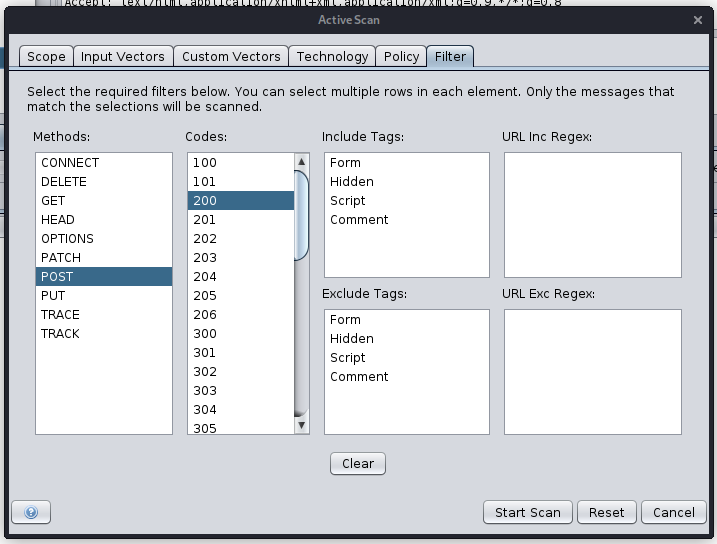 Accept: text/html,application/xhtml+xml,application/xml;q=0.9,*/*;q=0.8
Active Scan
Scope Input Vectors Custom Vectors Technology Policy Filter
Select the required filters below. You can select multiple rows in each element. Only the messages that
match the selections will be scanned.
Methods:
CONNECT
DELETE
GET
HEAD
OPTIONS
PATCH
POST
PUT
TRACE
TRACK
Codes:
100
101
200
201
202
203
204
205
206
300
301
302
303
304
305
Include Tags:
Form
Hidden
Script
Comment
URL Inc Regex:
Exclude Tags:
Form
Hidden
Script
Comment
URL Exc Regex:
Clear
? Start Scan Reset Cancel